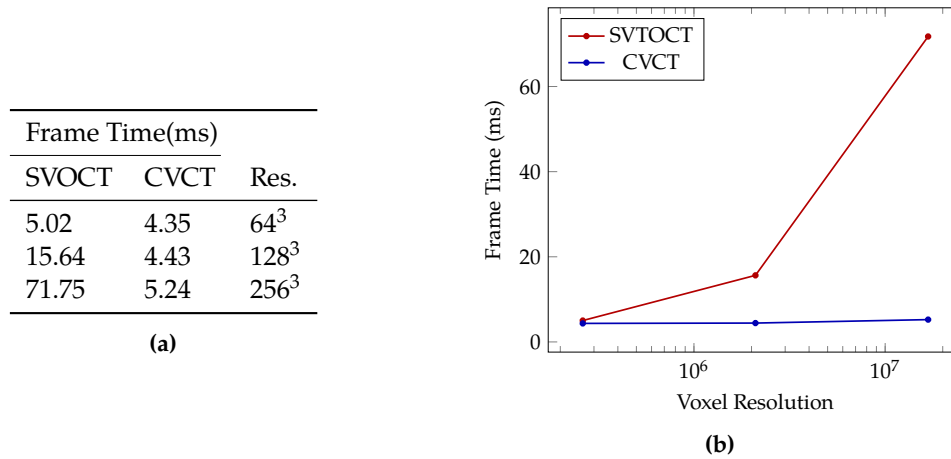 Frame Time(ms)
SVOCT CVCT Res.
5.02 4.35 64³
15.64 4.43 128³
71.75 5.24 256³
(a)
SVTOCT
CVCT
60
40
20
0
Frame Time (ms)
10⁶ 10⁷
Voxel Resolution
(b)